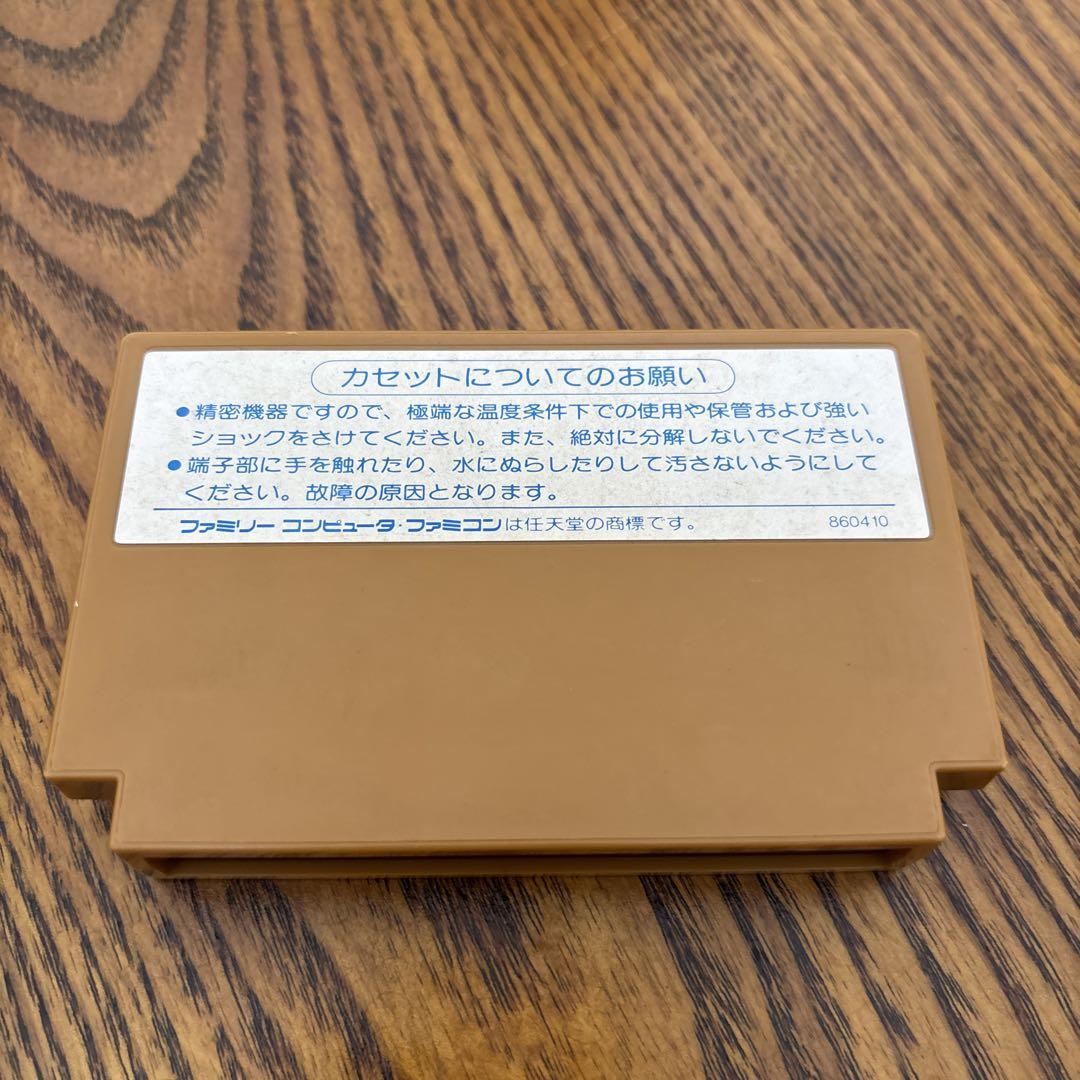 カセットについてのお願い
●精密機器ですので、極端な温度条件下での使用や保管および強い
ショックをさけてください。また、絶対に分解しないでください。
●端子部に手を触れたり、水にぬらしたりして汚さないようにして
ください。故障の原因となります。
ファミリー コンピュータ・ファミコンは任天堂の商標です。 860410